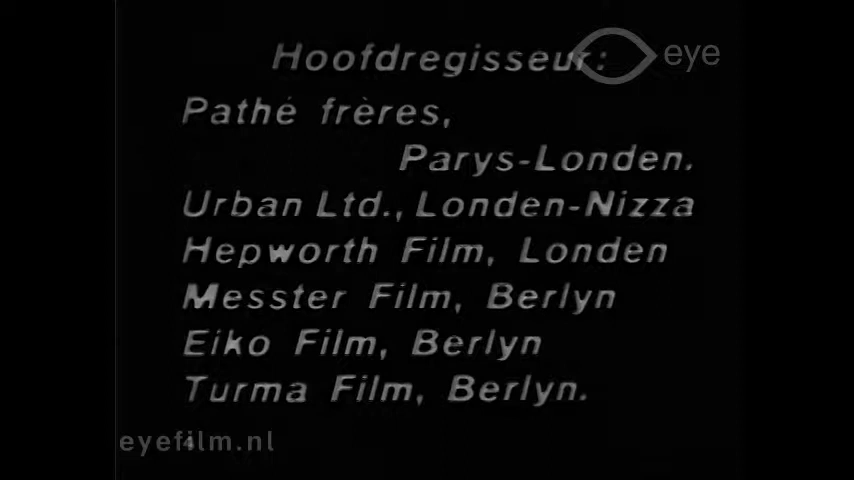 Hoofdregisseur:
eye
Pathé frères,
Parys-Londen.
Urban Ltd., Londen-Nizza
Hepworth Film, Londen
Messter Film, Berlyn
Eiko Film, Berlyn
Turma Film, Berlyn.
4
eyefilm.nl